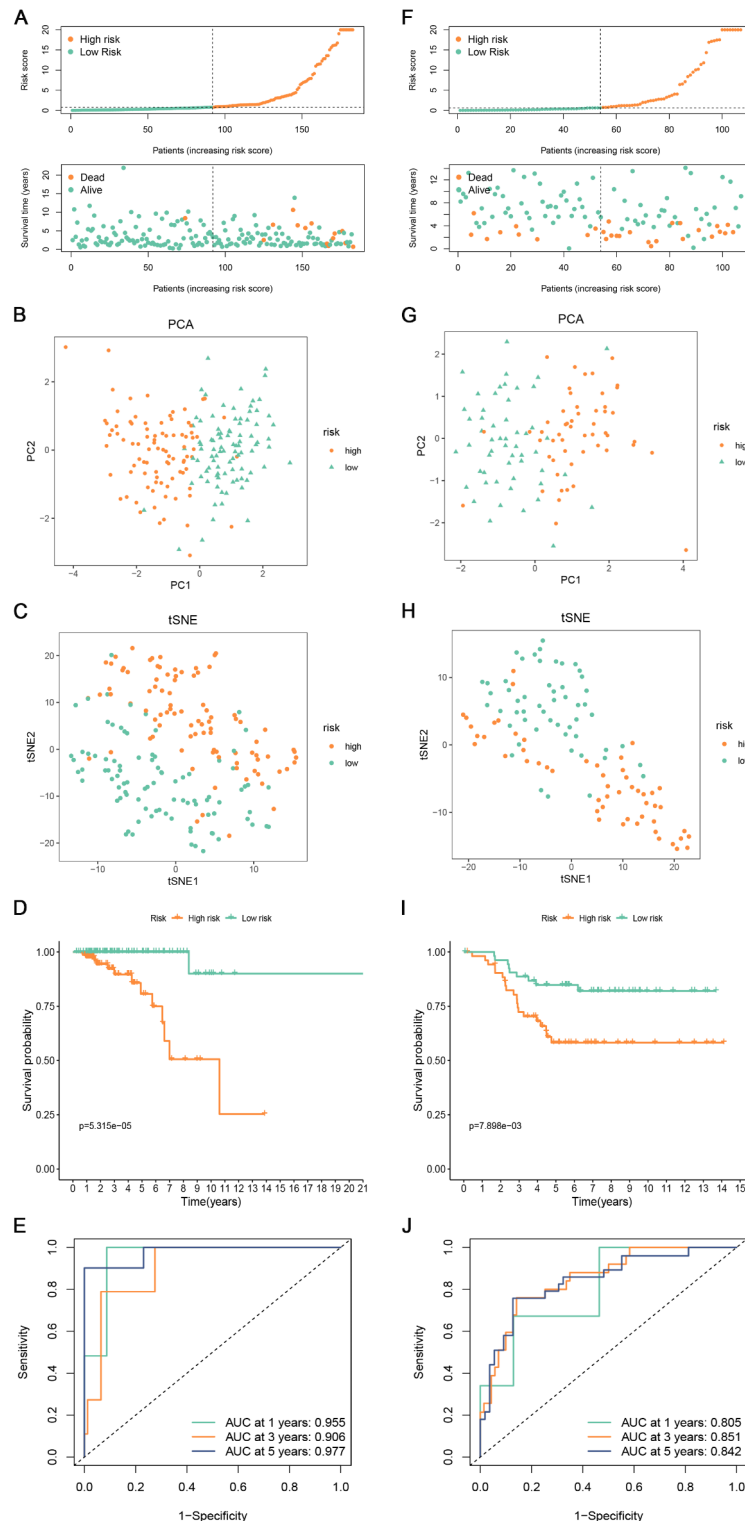 A
High risk
Low Risk
Risk score
20
15
10
5
0
0
50
100
150
Patients (increasing risk score)
Dead
Alive
Survival time (years)
20
15
10
5
0
0
50
100
150
Patients (increasing risk score)
B
PCA
PC2
2
0
−2
−4
−2
0
2
PC1
risk
high
low
C
tSNE
tSNE2
20
10
0
−10
−20
−10
0
10
tSNE1
risk
high
low
D
Risk High risk Low risk
Survival probability
1.00
0.75
0.50
0.25
0.00
p=5.315e−05
0 1 2 3 4 5 6 7 8 9 10 11 12 13 14 15 16 17 18 19 20 21
Time(years)
E
Sensitivity
1.0
0.8
0.6
0.4
0.2
0.0
AUC at 1 years: 0.955
AUC at 3 years: 0.906
AUC at 5 years: 0.977
0.0 0.2 0.4 0.6 0.8 1.0
1−Specificity
F
High risk
Low Risk
Risk score
20
15
10
5
0
0
20
40
60
80
100
Patients (increasing risk score)
Dead
Alive
Survival time (years)
12
8
4
0
0
20
40
60
80
100
Patients (increasing risk score)
G
PCA
PC2
2
1
0
−1
−2
−2
0
2
4
PC1
risk
hig
low
H
tSNE
tSNE2
10
0
−10
−20
−10
0
10
20
tSNE1
risk
hig
low
I
Risk High risk Low risk
Survival probability
1.00
0.75
0.50
0.25
0.00
p=7.898e−03
0 1 2 3 4 5 6 7 8 9 10 11 12 13 14 15
Time(years)
J
Sensitivity
1.0
0.8
0.6
0.4
0.2
0.0
AUC at 1 years: 0.805
AUC at 3 years: 0.851
AUC at 5 years: 0.842
0.0 0.2 0.4 0.6 0.8 1.0
1−Specificity